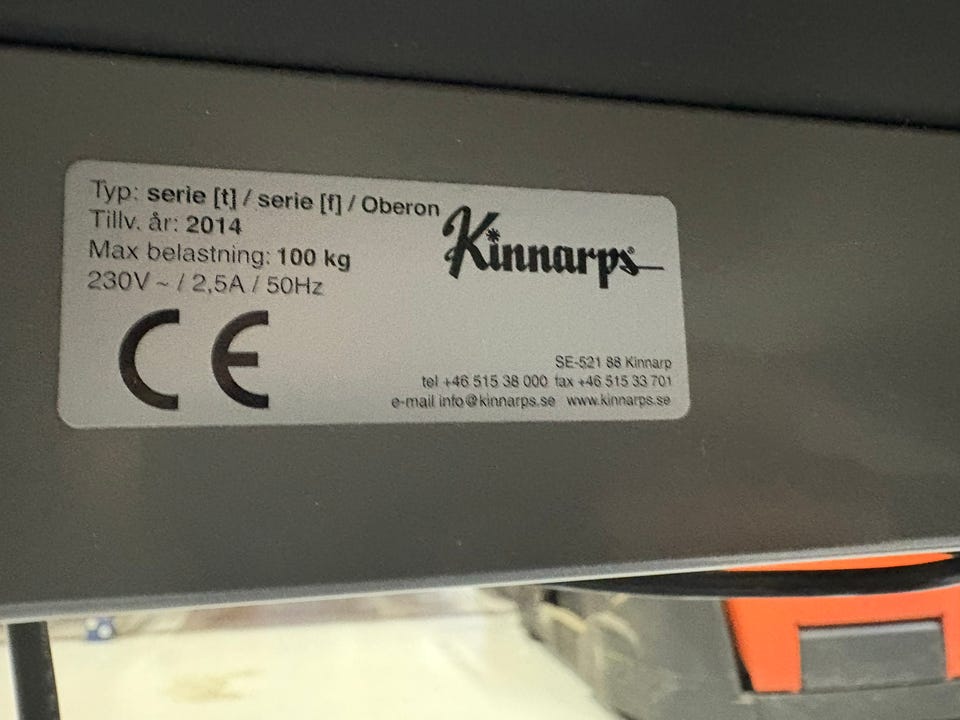 Typ: serie [t] / serie [f] / Oberon
Tillv. år: 2014
Max belastning: 100 kg
230V ~ / 2,5A / 50Hz
Kinnarps
CE
SE-521 88 Kinnarp
tel +46 515 38 000 fax +46 515 33 701
e-mail info@kinnarps.se www.kinnarps.se